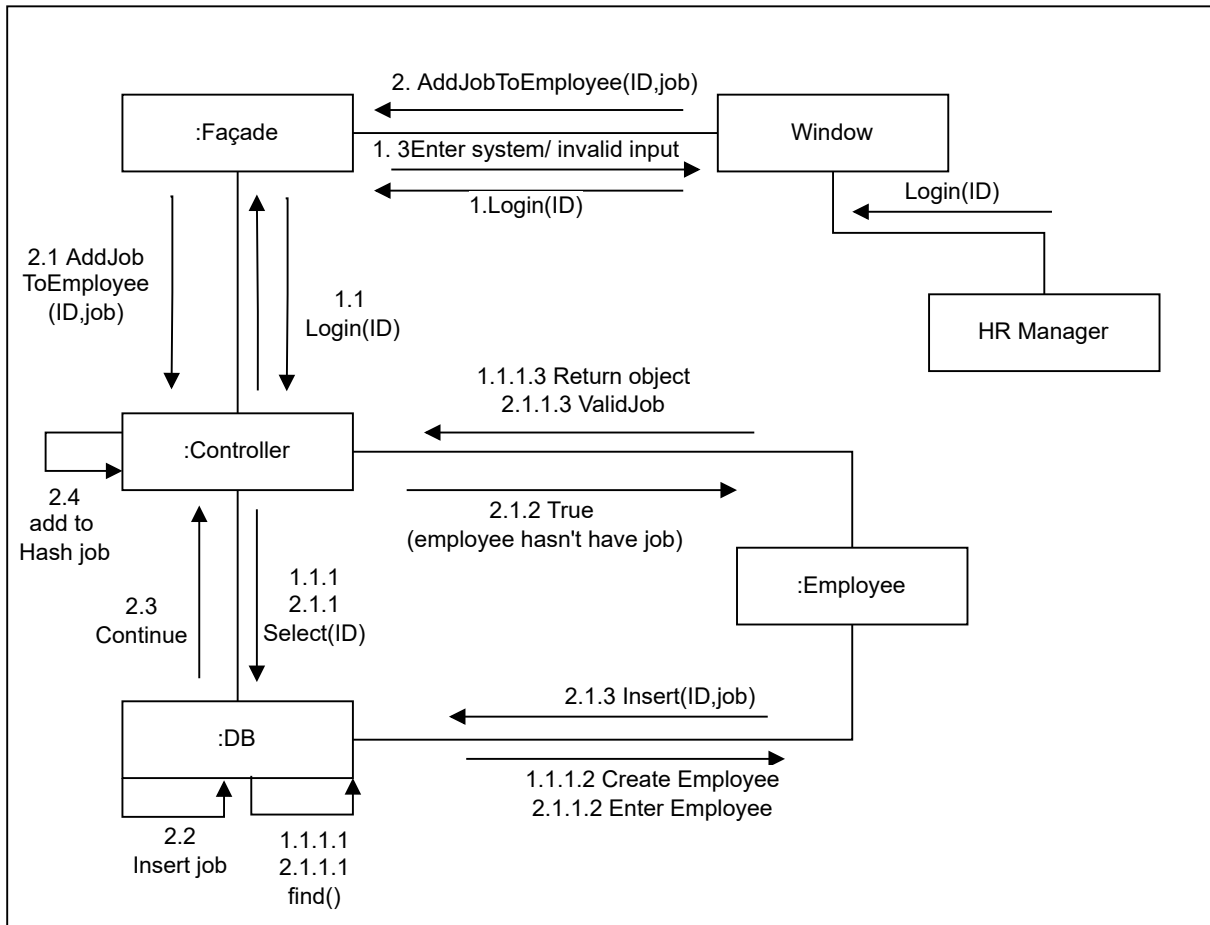 2. AddJobToEmployee(ID,job)
:Façade
Window
1. 3Enter system/ invalid input
1.Login(ID)
Login(ID)
2.1 AddJob
ToEmployee
(ID,job)
1.1
Login(ID)
HR Manager
1.1.1.3 Return object
2.1.1.3 ValidJob
:Controller
2.4
add to
Hash job
2.1.2 True
(employee hasn't have job)
:Employee
2.3
Continue
1.1.1
2.1.1
Select(ID)
2.1.3 Insert(ID,job)
:DB
1.1.1.2 Create Employee
2.1.1.2 Enter Employee
2.2
Insert job
1.1.1.1
2.1.1.1
find()